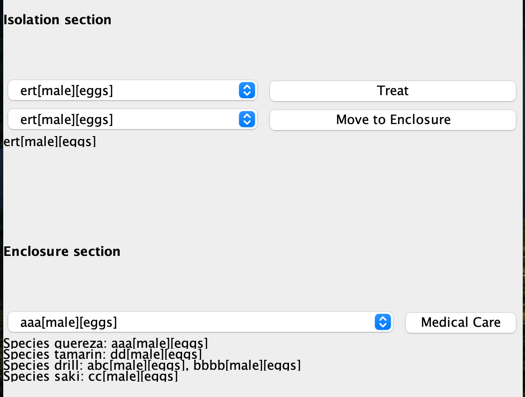 Isolation section
ert[male][eggs] Treat
ert[male][eggs] Move to Enclosure
ert[male][eggs]
Enclosure section
aaa[male][eggs] Medical Care
Species guereza: aaa[male][eggs]
Species tamarin: dd[male][eggs]
Species drill: abc[male][eggs], bbbb[male][eggs]
Species saki: cc[male][eggs]